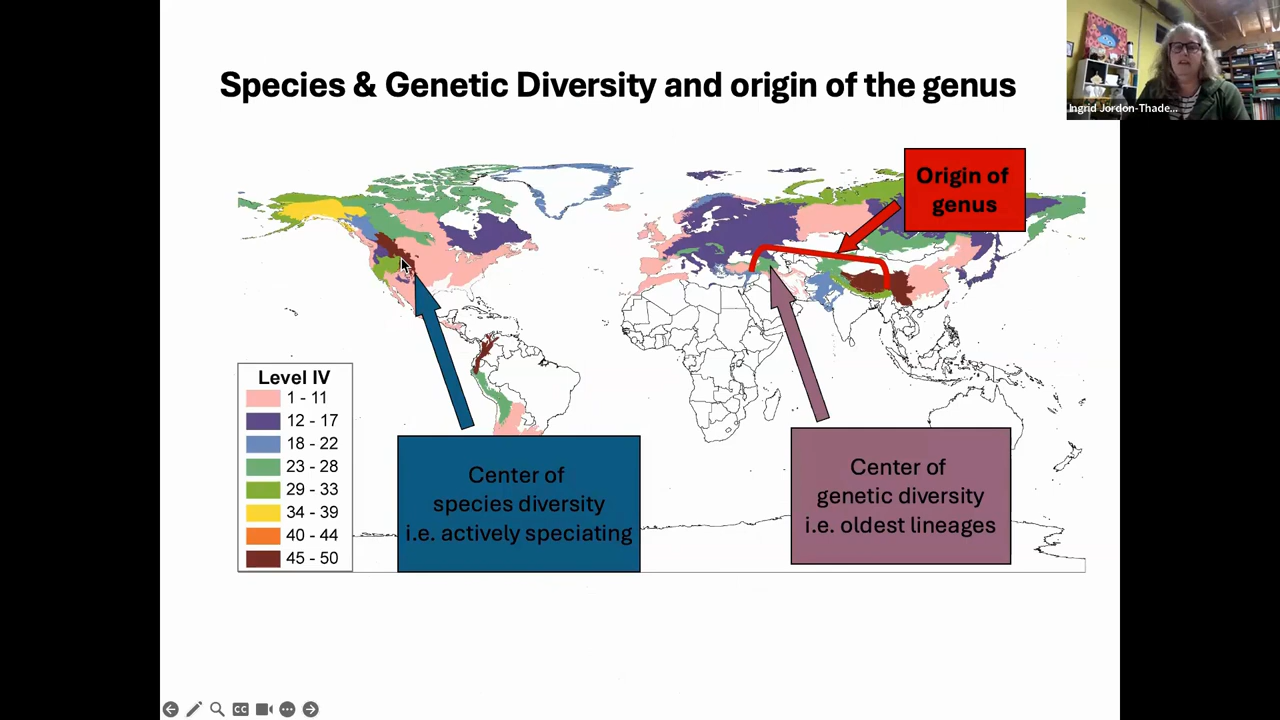 Species & Genetic Diversity and origin of the genus
Ingrid Jordon-Thade...
Origin of
genus
Level IV
1 - 11
12 - 17
18 - 22
23 - 28
29 - 33
34 - 39
40 - 44
45 - 50
Center of
species diversity
i.e. actively speciating
Center of
genetic diversity
i.e. oldest lineages
CC